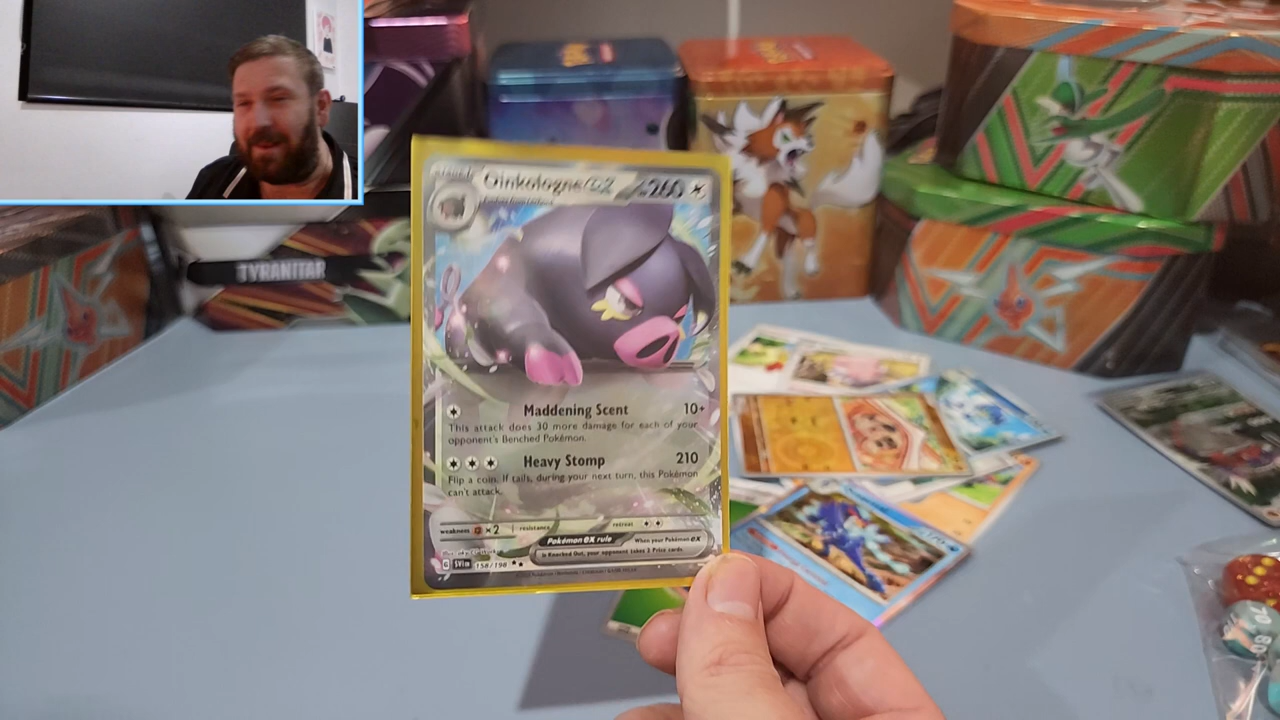 TYRANITAR
Oinkologne ex 260
Maddening Scent 10+
This attack does 30 more damage for each of your
opponent's Benched Pokémon.
Heavy Stomp 210
Flip a coin. If tails, during your next turn, this Pokémon
can't attack.
weakness ×2 resistance retreat
Pokémon ex rule When your Pokémon ex
is Knocked Out, your opponent takes 2 Prize cards.
G SVI EN 158/198